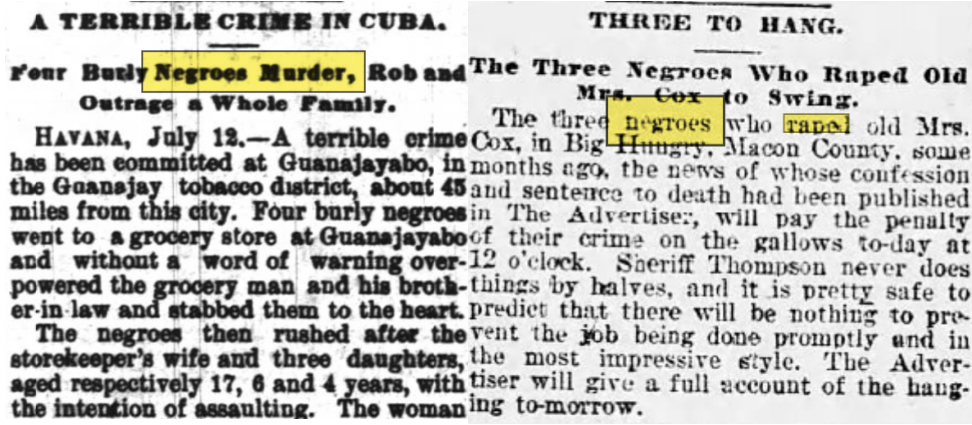 A TERRIBLE CRIME IN CUBA.
Four Burly Negroes Murder, Rob and
Outrage a Whole Family.
HAVANA, July 12.—A terrible crime
has been committed at Guanajayabo, in
the Guanajay tobacco district, about 45
miles from this city. Four burly negroes
went to a grocery store at Guanajayabo
and without a word of warning over-
powered the grocery man and his broth-
er-in law and stabbed them to the heart.
The negroes then rushed after the
storekeeper's wife and three daughters,
aged respectively 17, 6 and 4 years, with
the intention of assaulting. The woman
THREE TO HANG.
The Three Negroes Who Raped Old
Mrs. Cox to Swing.
The three negroes who raped old Mrs.
Cox, in Big Hungry, Macon County, some
months ago, the news of whose confession
and sentence to death had been published
in The Advertiser, will pay the penalty
of their crime on the gallows to-day at
12 o'clock. Sheriff Thompson never does
things by halves, and it is pretty safe to
predict that there will be nothing to pre-
vent the job being done promptly and in
the most impressive style. The Adver-
tiser will give a full account of the hang-
ing to-morrow.